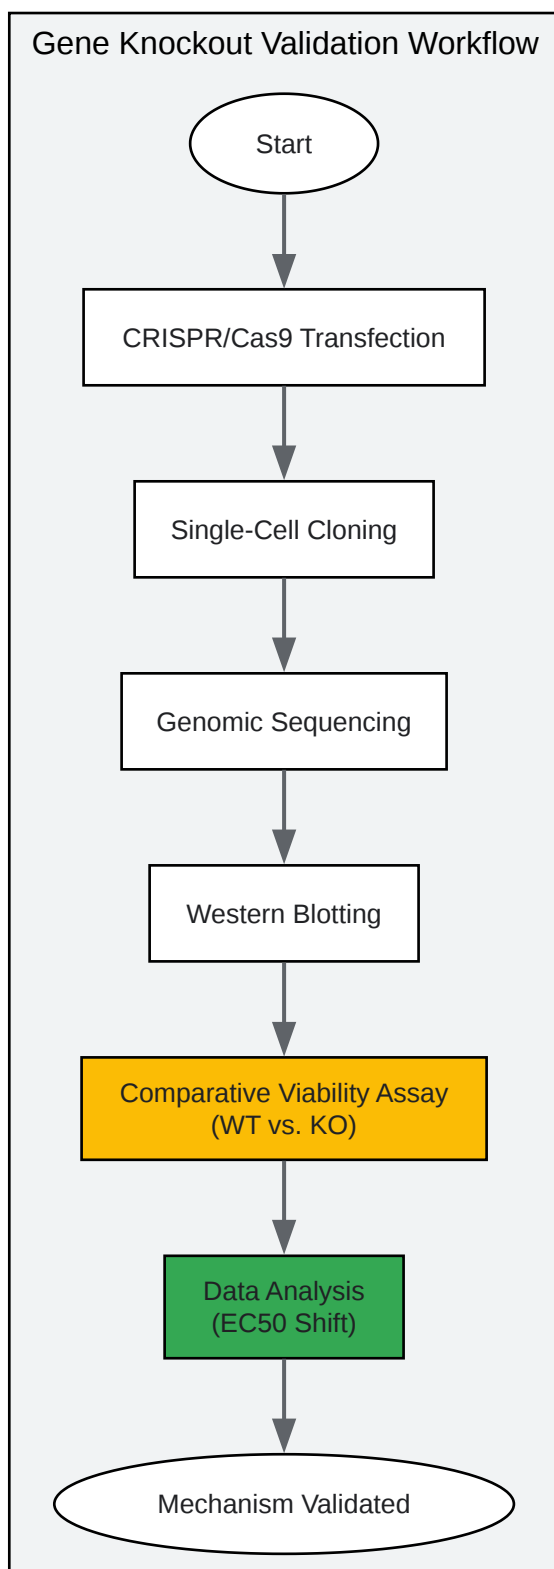 Gene Knockout Validation Workflow
Start
CRISPR/Cas9 Transfection
Single-Cell Cloning
Genomic Sequencing
Western Blotting
Comparative Viability Assay
(WT vs. KO)
Data Analysis
(EC50 Shift)
Mechanism Validated